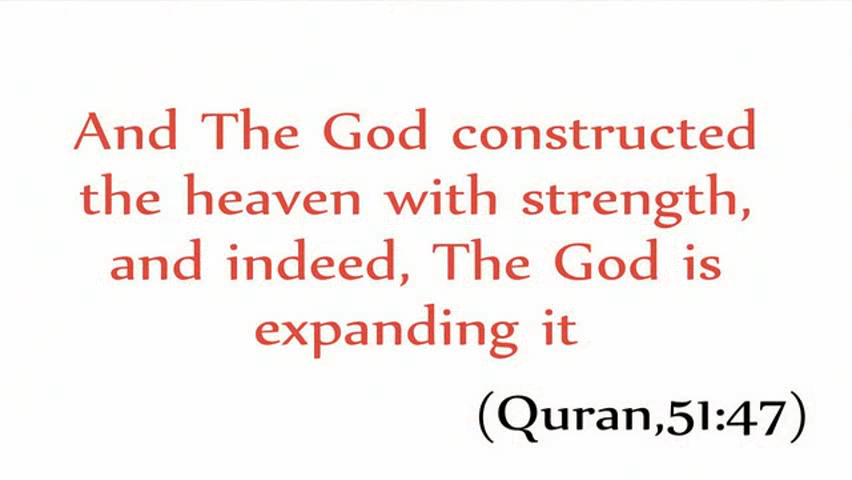 And The God constructed
the heaven with strength,
and indeed, The God is
expanding it
(Quran,51:47)